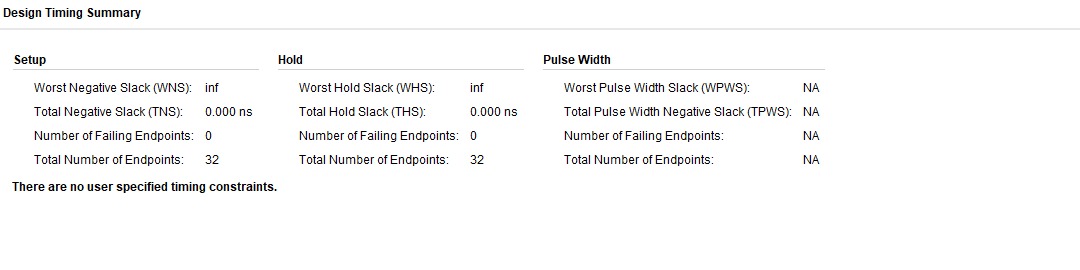 Design Timing Summary
Setup Hold Pulse Width
Worst Negative Slack (WNS): inf Worst Hold Slack (WHS): inf Worst Pulse Width Slack (WPWS): NA
Total Negative Slack (TNS): 0.000 ns Total Hold Slack (THS): 0.000 ns Total Pulse Width Negative Slack (TPWS): NA
Number of Failing Endpoints: 0 Number of Failing Endpoints: 0 Number of Failing Endpoints: NA
Total Number of Endpoints: 32 Total Number of Endpoints: 32 Total Number of Endpoints: NA
There are no user specified timing constraints.